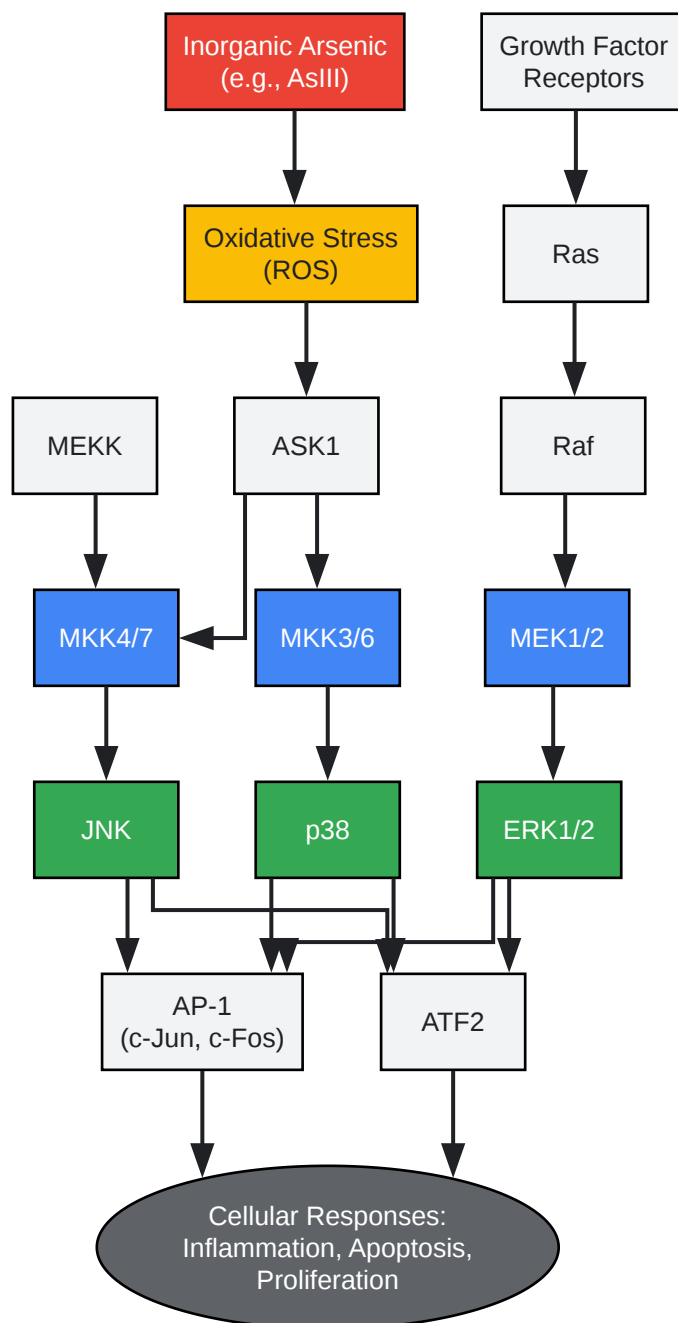 Inorganic Arsenic
(e.g., AsIII)
Growth Factor
Receptors
Oxidative Stress
(ROS)
Ras
MEKK
ASK1
Raf
MKK4/7
MKK3/6
MEK1/2
JNK
p38
ERK1/2
AP-1
(c-Jun, c-Fos)
ATF2
Cellular Responses:
Inflammation, Apoptosis,
Proliferation